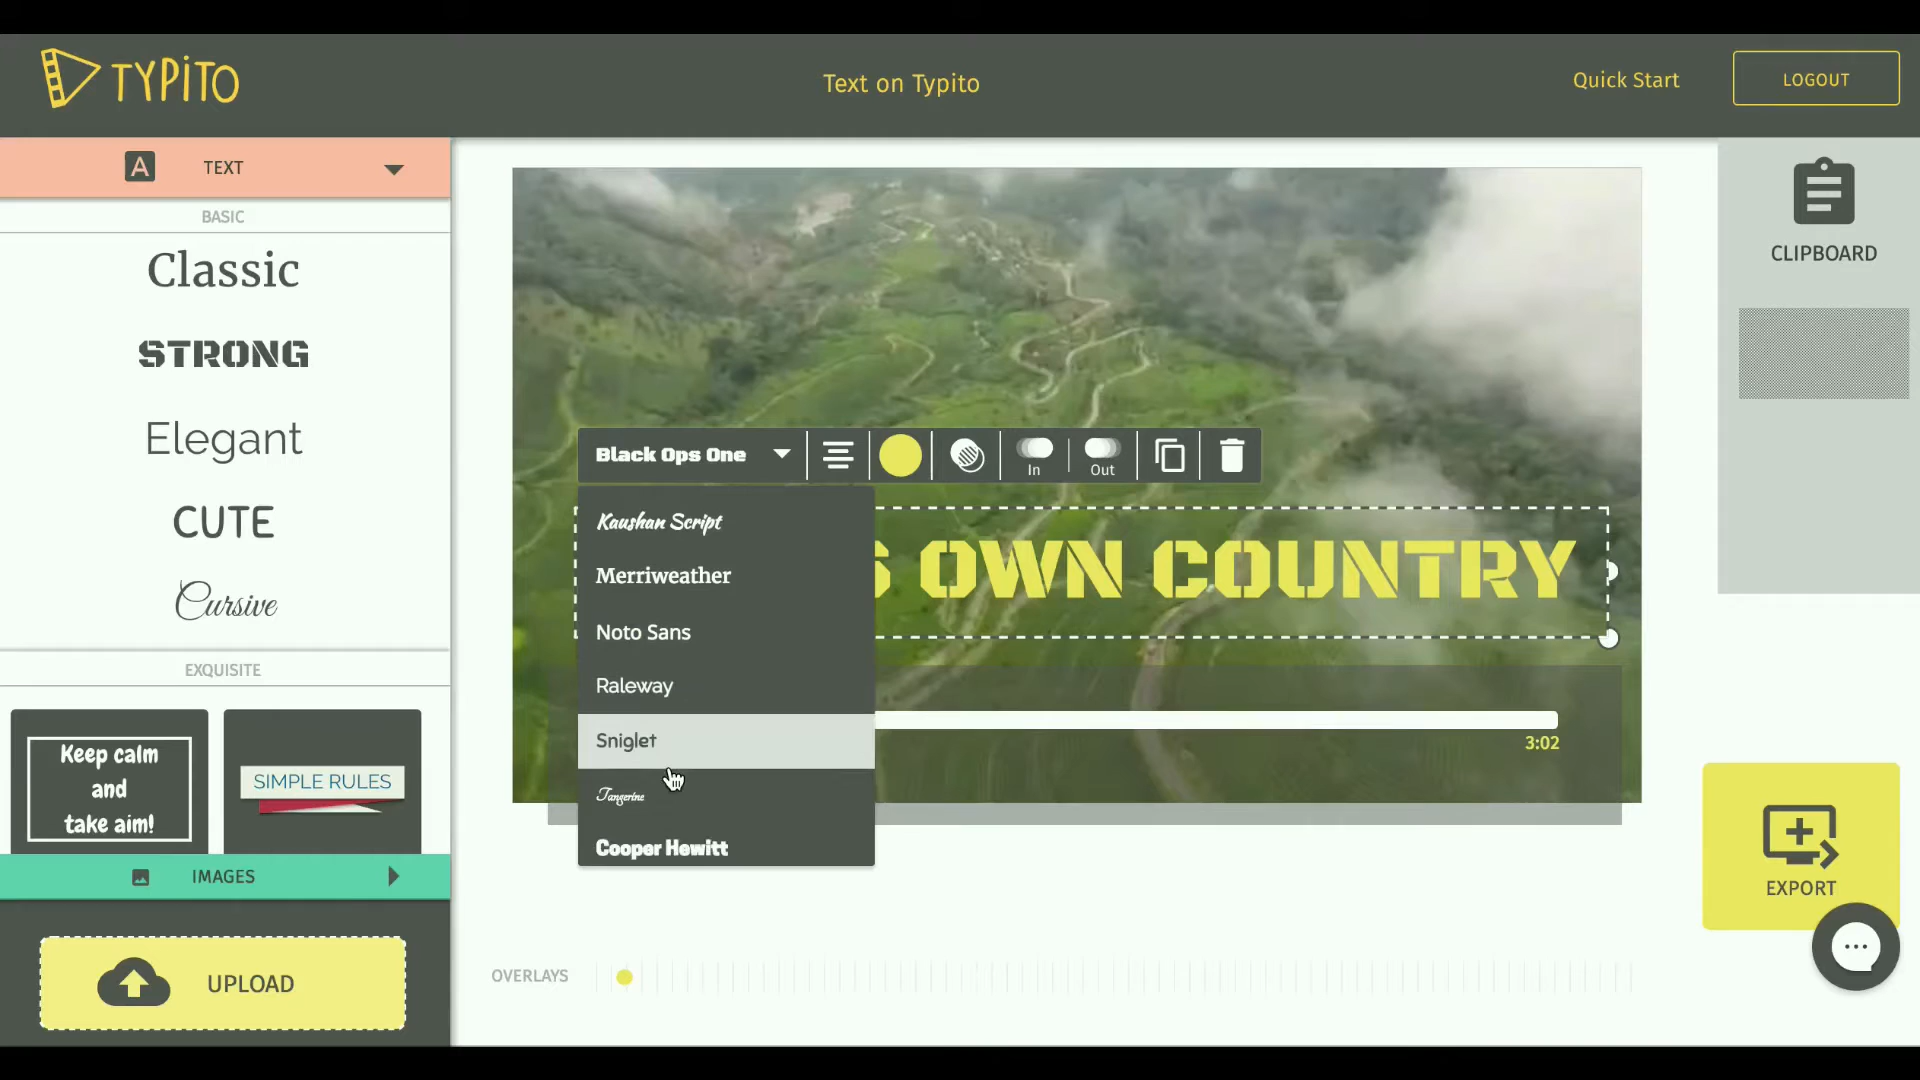 TYPiTO
Text on Typito
Quick Start
LOGOUT
A TEXT
BASIC
Classic
STRONG
Elegant
CUTE
Cursive
EXQUISITE
Keep calm
and
take aim!
SIMPLE RULES
IMAGES
UPLOAD
Black Ops One
In
Out
Kaushan Script
Merriweather
Noto Sans
Raleway
Sniglet
Tangerine
Cooper Hewitt
S OWN COUNTRY
3:02
OVERLAYS
CLIPBOARD
EXPORT